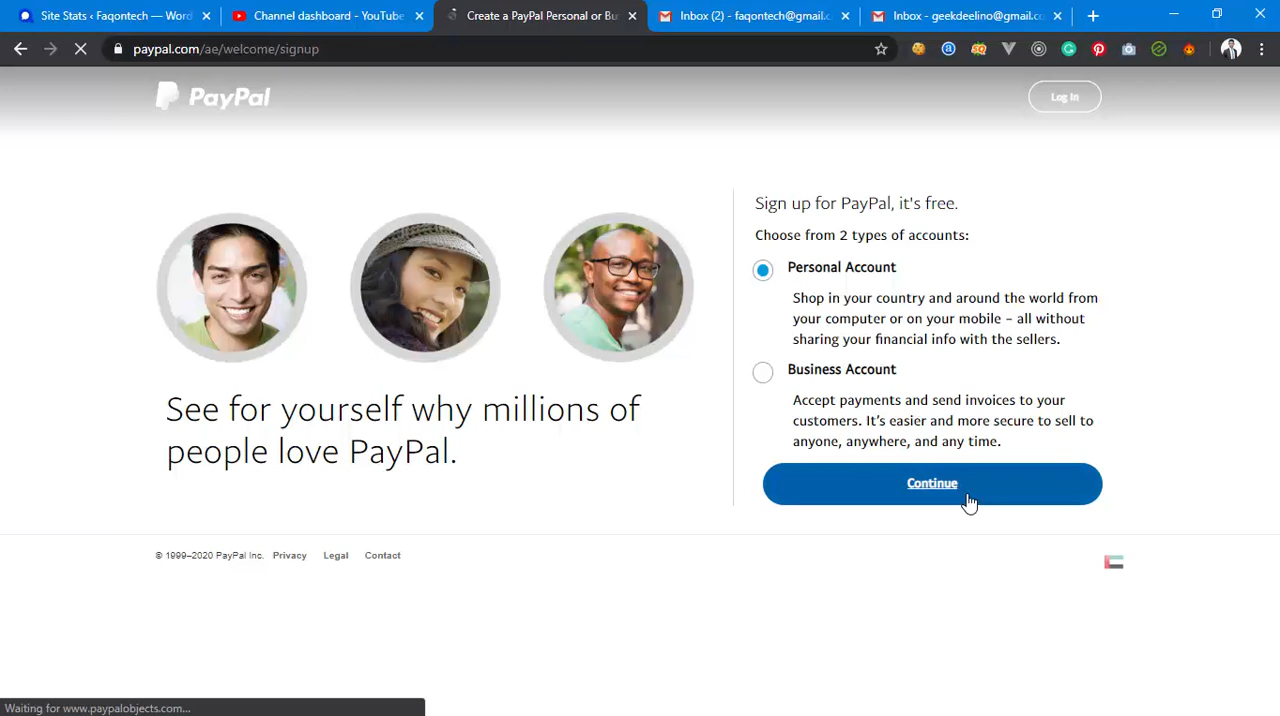 Site Stats ‹ Faqontech — Word
Channel dashboard - YouTube
Create a PayPal Personal or Bu
Inbox (2) - faqontech@gmail.c
Inbox - geekdeelino@gmail.co
paypal.com/ae/welcome/signup
PayPal
Log In
Sign up for PayPal, it's free.
Choose from 2 types of accounts:
Personal Account
Shop in your country and around the world from
your computer or on your mobile – all without
sharing your financial info with the sellers.
Business Account
Accept payments and send invoices to your
customers. It’s easier and more secure to sell to
anyone, anywhere, and any time.
See for yourself why millions of
people love PayPal.
Continue
© 1999–2020 PayPal Inc. Privacy Legal Contact
Waiting for www.paypalobjects.com...